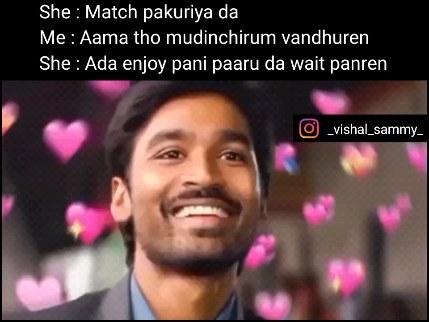 She : Match pakuriya da
Me : Aama tho mudinchirum vandhuren
She : Ada enjoy pani paaru da wait panren
_vishal_sammy_